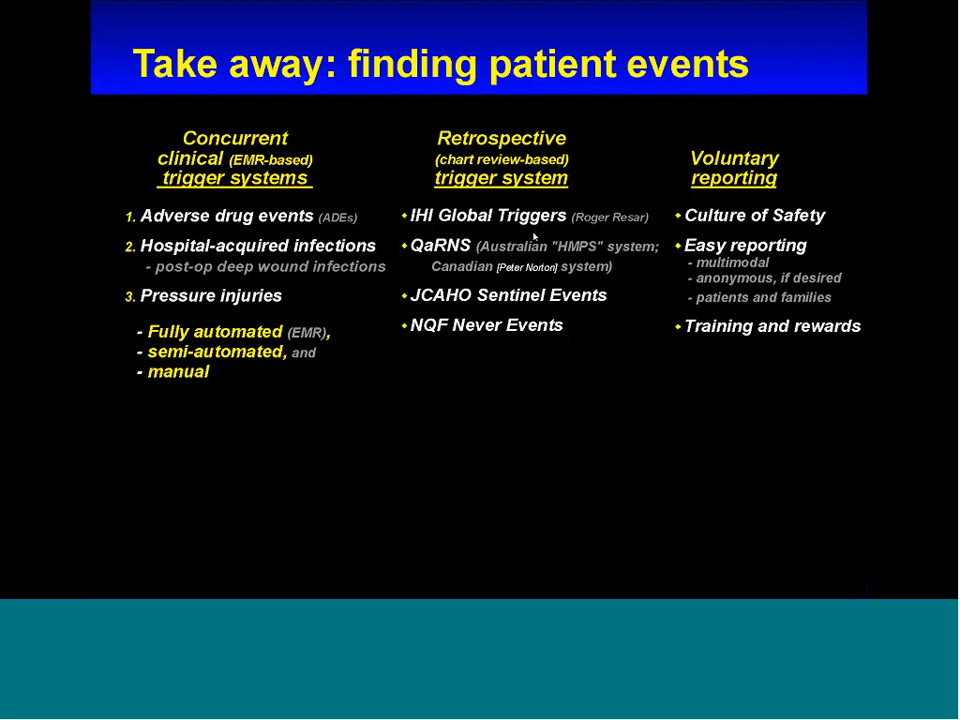 Take away: finding patient events
Concurrent
clinical (EMR-based)
trigger systems
1. Adverse drug events (ADEs)
2. Hospital-acquired infections
- post-op deep wound infections
3. Pressure injuries
- Fully automated (EMR),
- semi-automated, and
- manual
Retrospective
(chart review-based)
trigger system
• IHI Global Triggers (Roger Resar)
• QaRNS (Australian "HMPS" system;
Canadian [Peter Norton] system)
• JCAHO Sentinel Events
• NQF Never Events
Voluntary
reporting
• Culture of Safety
• Easy reporting
- multimodal
- anonymous, if desired
- patients and families
• Training and rewards